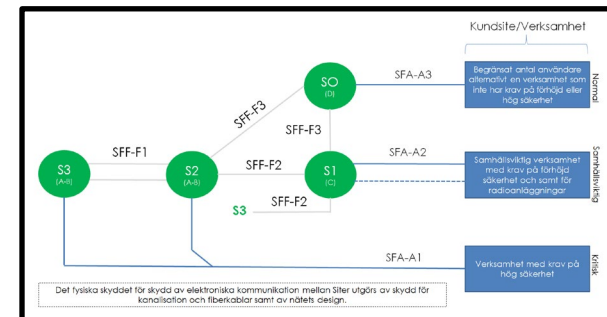 Kundsite/Verksamhet
SO
(D)
SFA-A3
Begränsat antal användare
alternativt en verksamhet som
inte har krav på förhöjd eller
hög säkerhet
Normal
SFF-F3
SFF-F3
SFF-F1
S3
(A-B)
S2
(A-B)
SFF-F2
S1
(C)
SFA-A2
Samhällsviktig verksamhet
med krav på förhöjd
säkerhet och samt för
radioanläggningar
Samhällsviktig
SFF-F2
S3
SFA-A1
Verksamhet med krav på
hög säkerhet
Kritisk
Det fysiska skyddet för skydd av elektroniska kommunikation mellan Siter utgörs av skydd för
kanalisation och fiberkablar samt av nätets design.